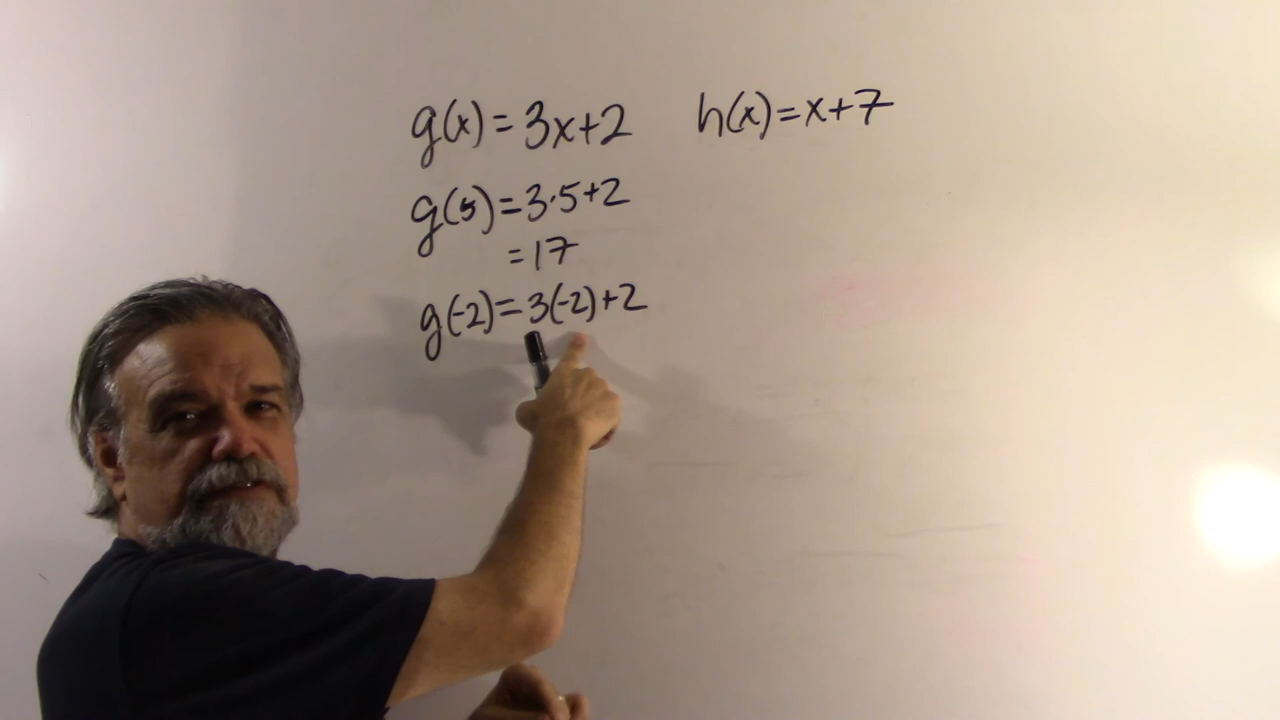 g(x) = 3x+2 h(x) = x+7
g(5) = 3·5+2
= 17
g(-2) = 3(-2)+2